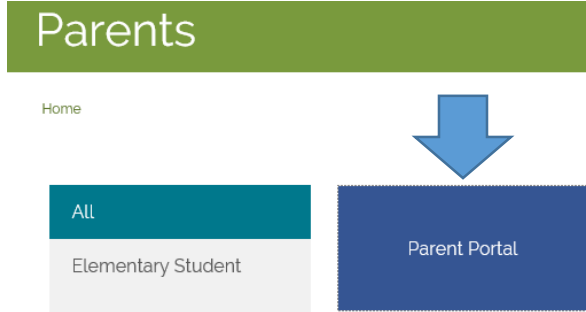 Parents
Home
All
Elementary Student
Parent Portal